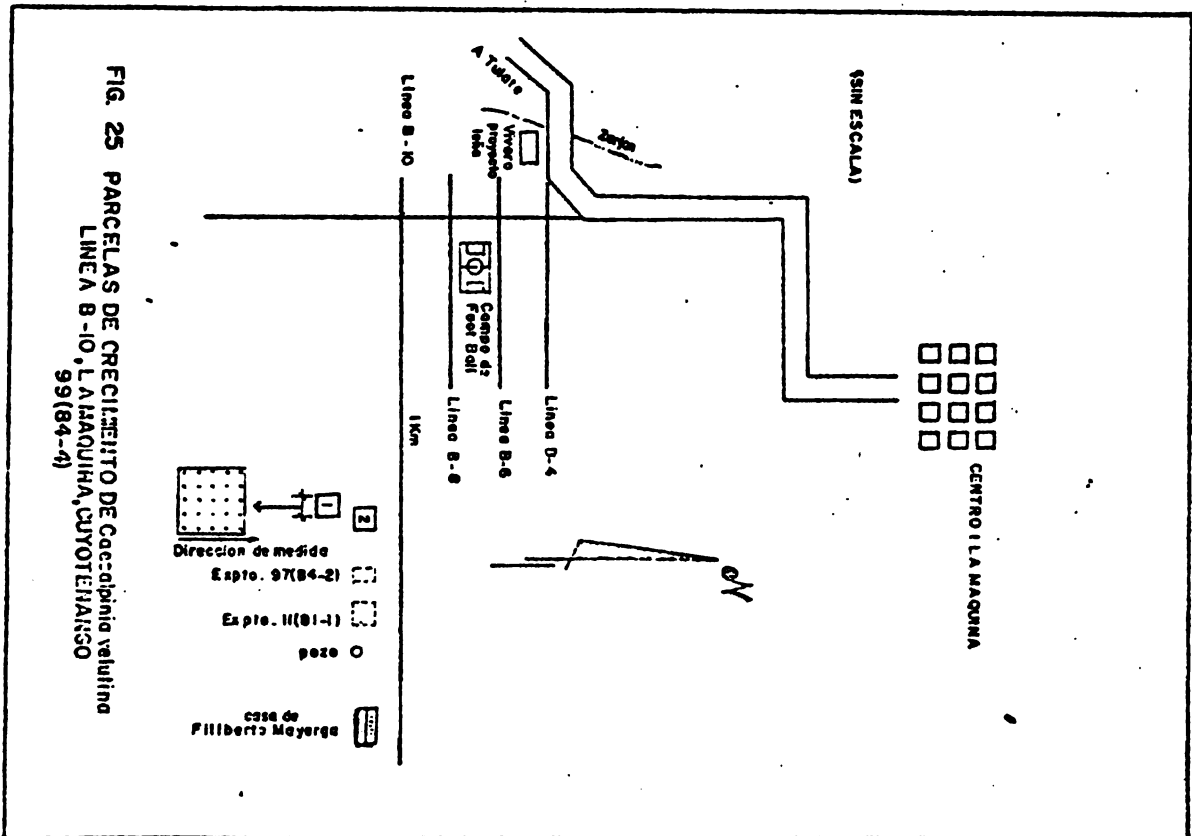 (SIN ESCALA)
CENTRO I LA MAQUINA
N
Zanjon
A Tulate
Vivero
proyecto
leña
Linea D-4
Linea B-6
Linea B-8
Linea B-10
Campo de
Foot Ball
1 Km
2
1
Direccion de medida
Expto. 97(84-2)
Expto. 11(81-1)
pozo
casa de
Filiberto Mayorga
FIG. 25 PARCELAS DE CRECIMIENTO DE Caesalpinia velutina
LINEA B-10, LA MAQUINA, CUYOTENANGO
99(84-4)